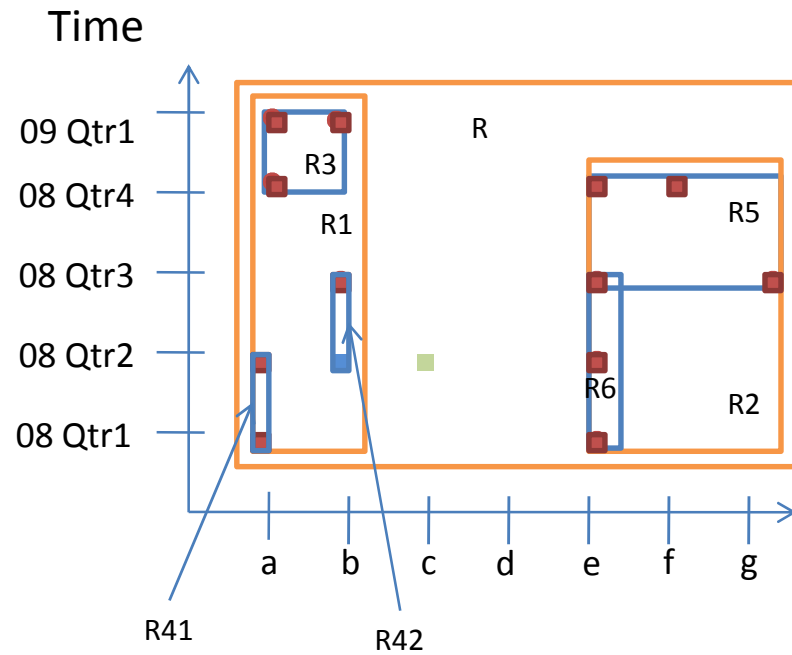 Time
09 Qtr1
R
R3
08 Qtr4
R5
R1
08 Qtr3
08 Qtr2
R6
R2
08 Qtr1
a b c d e f g
R41
R42